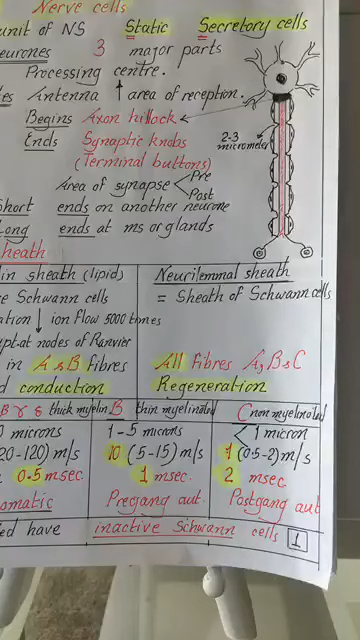 Nerve cells
unit of NS Static Secretory cells
eurones 3 major parts
Processing centre.
Antenna ↑ area of reception.
Begins Axon hillock
2-3 micrometer
Ends Synaptic knobs
(Terminal buttons)
Area of synapse < Pre Post
short ends on another neurone
Long ends at ms or glands
heath
in sheath (lipid) Neurilemmal sheath
Schwann cells = Sheath of Schwann cells
ation ↓ ion flow 5000 times
ept at nodes of Ranvier
in A & B fibres All fibres A, B & C
conduction Regeneration
β γ δ thick myelin B thin myelinated C non myelinated
0 microns 1-5 microns < 1 micron
20-120) m/s 10 (5-15) m/s 1 (0.5-2) m/s
0.5 msec. 1 msec. 2 msec
omatic Pregang aut. Postgang aut
ed have inactive Schwann cells 1